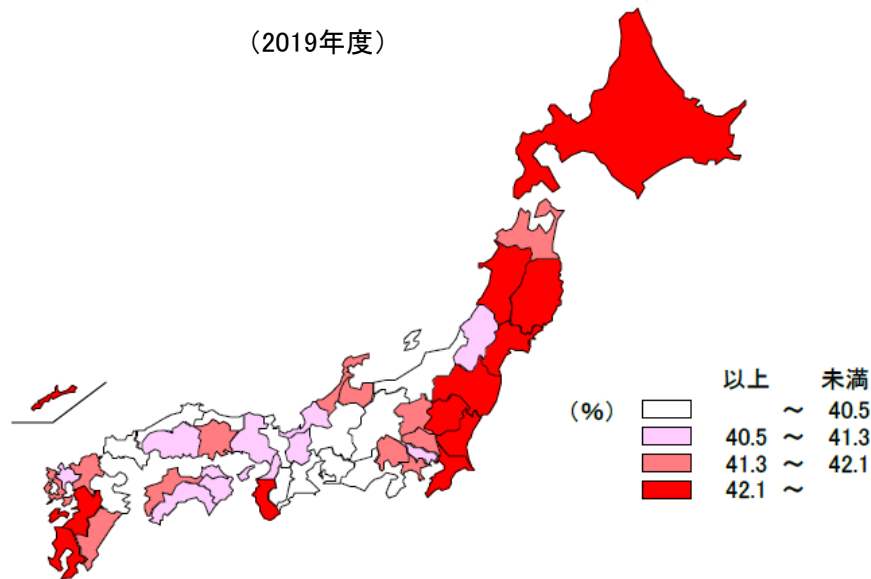 （2019年度）
以上 未満
（%） ～ 40.5
40.5 ～ 41.3
41.3 ～ 42.1
42.1 ～